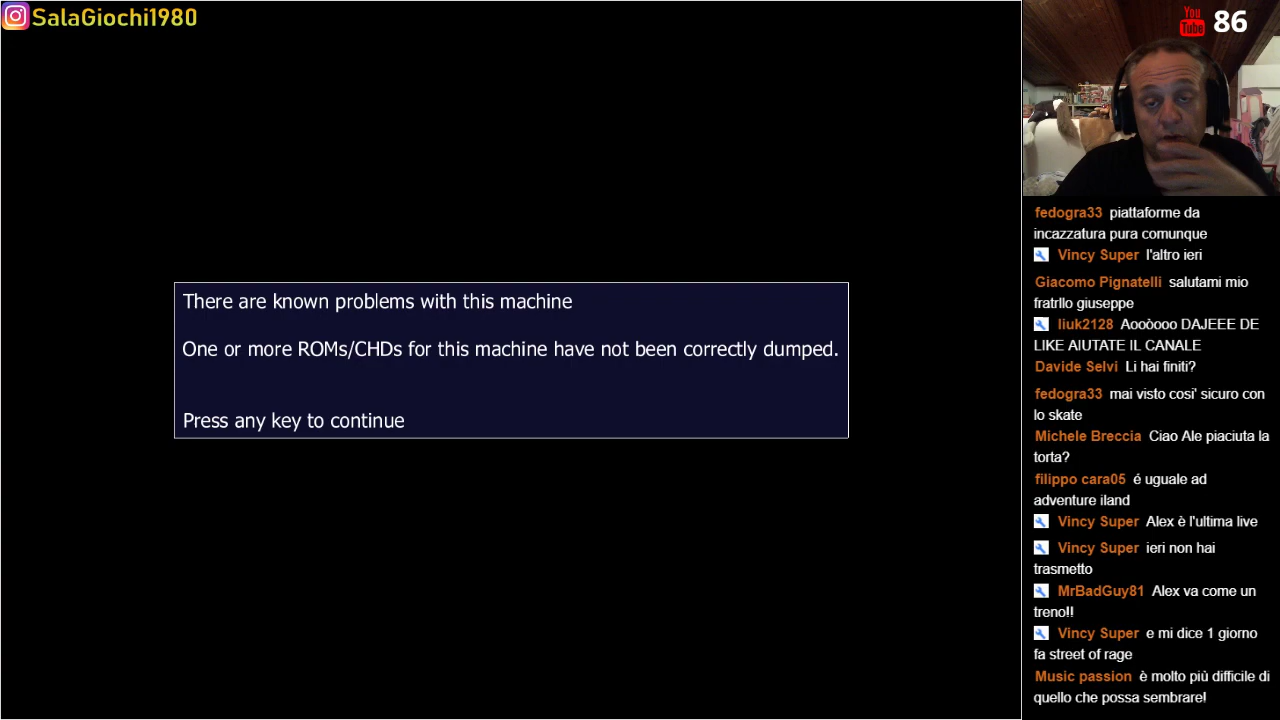 SalaGiochi1980
You
Tube
86
There are known problems with this machine
One or more ROMs/CHDs for this machine have not been correctly dumped.
Press any key to continue
fedogra33 piattaforme da
incazzatura pura comunque
Vincy Super l'altro ieri
Giacomo Pignatelli salutami mio
fratrllo giuseppe
liuk2128 Aooòooo DAJEEE DE
LIKE AIUTATE IL CANALE
Davide Selvi Li hai finiti?
fedogra33 mai visto cosi' sicuro con
lo skate
Michele Breccia Ciao Ale piaciuta la
torta?
filippo cara05 é uguale ad
adventure iland
Vincy Super Alex è l'ultima live
Vincy Super ieri non hai
trasmetto
MrBadGuy81 Alex va come un
treno!!
Vincy Super e mi dice 1 giorno
fa street of rage
Music passion è molto più difficile di
quello che possa sembrare!